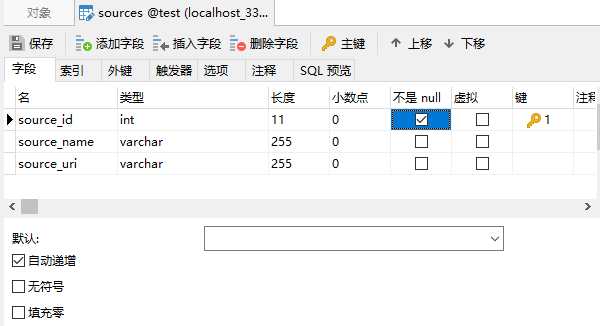 对象 sources @test (localhost_33...
保存 添加字段 插入字段 删除字段 主键 上移 下移
字段 索引 外键 触发器 选项 注释 SQL 预览
名 类型 长度 小数点 不是 null 虚拟 键 注释
source_id int 11 0 1
source_name varchar 255 0
source_uri varchar 255 0
默认:
自动递增
无符号
填充零